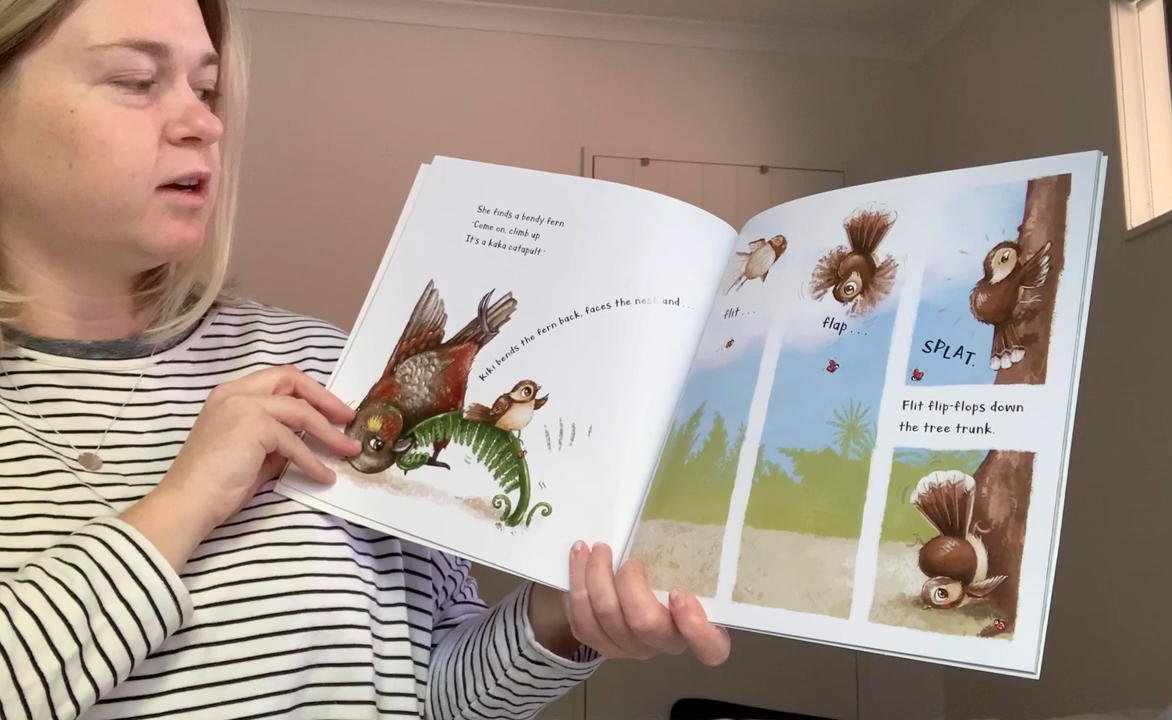 She finds a bendy fern.
"Come on, climb up.
It's a kaka catapult."
Kiki bends the fern back, faces the nest and . . .
flit . . .
flap . . .
SPLAT.
Flit flip-flops down
the tree trunk.